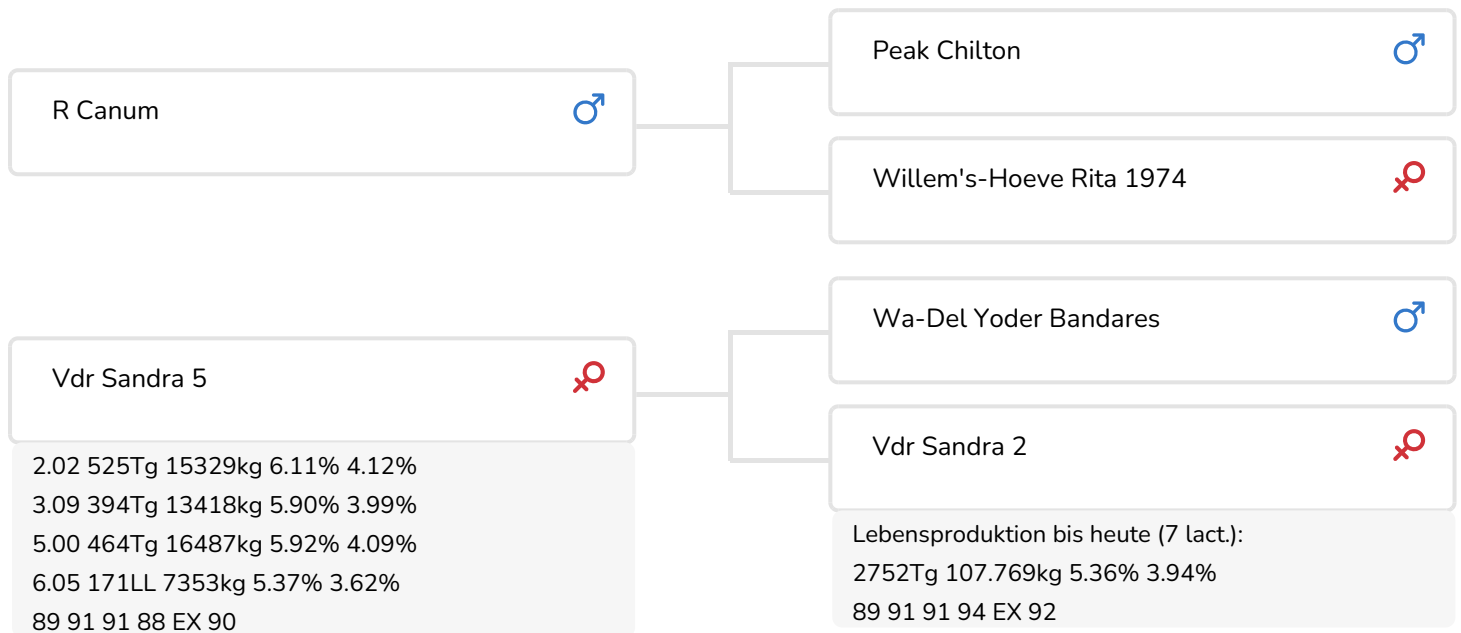 R Canum
Peak Chilton
Willem's-Hoeve Rita 1974
Vdr Sandra 5
2.02 525Tg 15329kg 6.11% 4.12%
3.09 394Tg 13418kg 5.90% 3.99%
5.00 464Tg 16487kg 5.92% 4.09%
6.05 171LL 7353kg 5.37% 3.62%
89 91 91 88 EX 90
Wa-Del Yoder Bandares
Vdr Sandra 2
Lebensproduktion bis heute (7 lact.):
2752Tg 107.769kg 5.36% 3.94%
89 91 91 94 EX 92